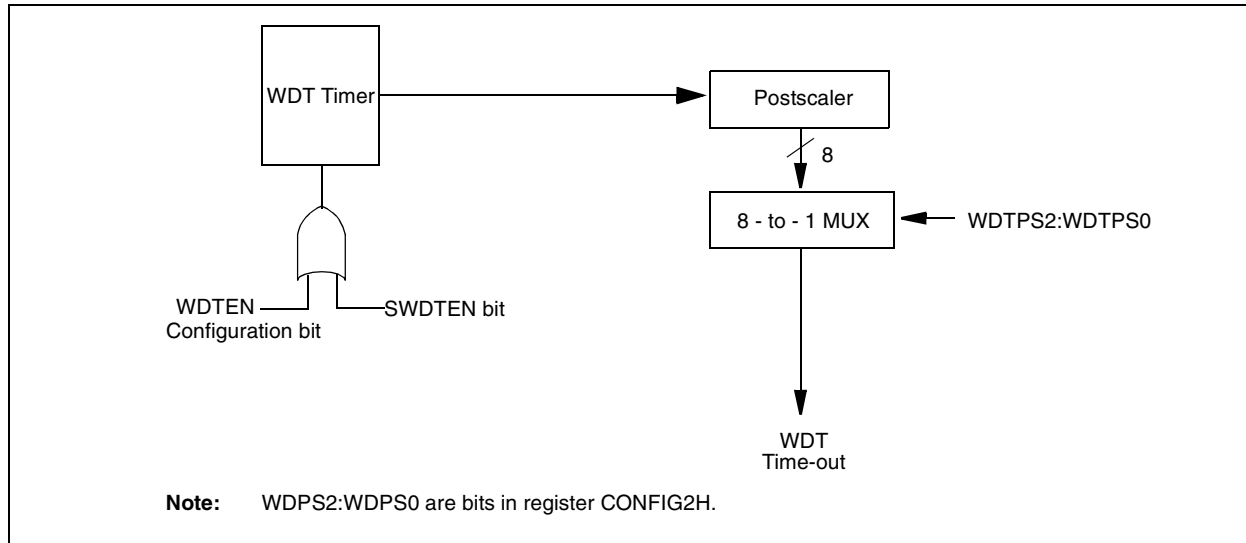 WDT Timer
Postscaler
8
8 - to - 1 MUX
WDTPS2:WDTPS0
WDTEN
Configuration bit
SWDTEN bit
WDT
Time-out
Note: WDPS2:WDPS0 are bits in register CONFIG2H.